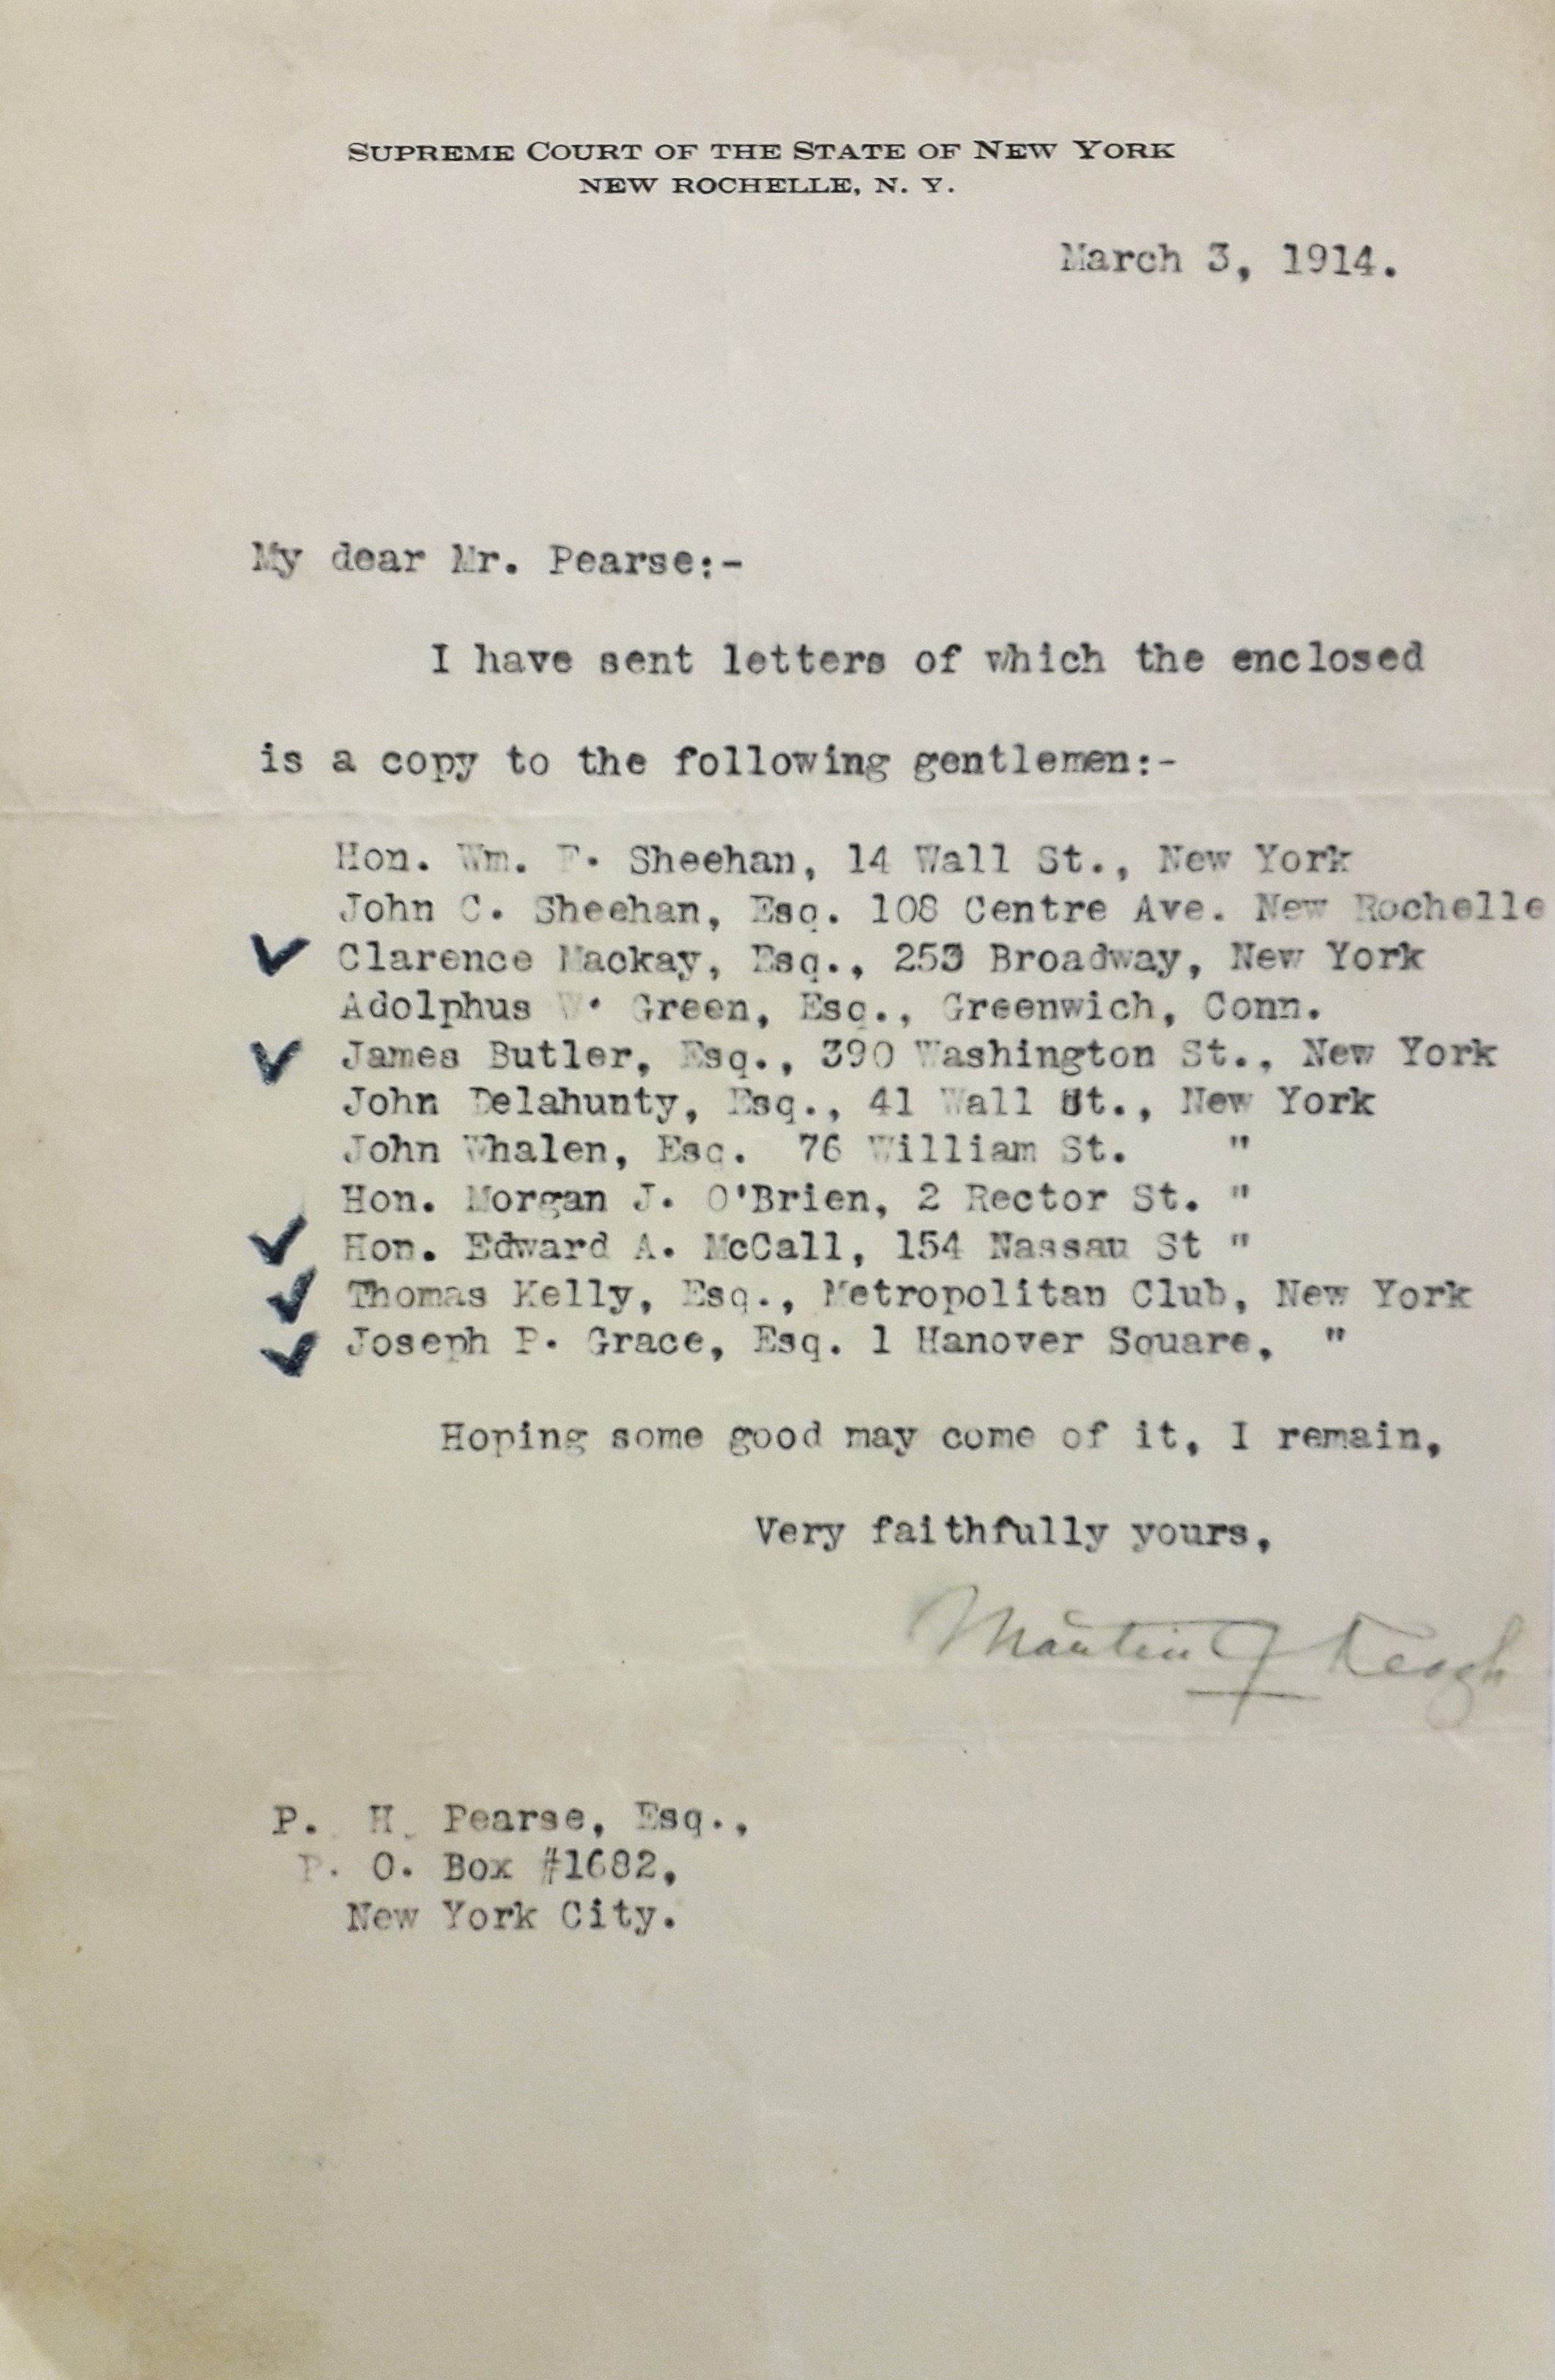 SUPREME COURT OF THE STATE OF NEW YORK
NEW ROCHELLE, N. Y.
March 3, 1914.
My dear Mr. Pearse:-
I have sent letters of which the enclosed
is a copy to the following gentlemen:-
Hon. Wm. F. Sheehan, 14 Wall St., New York
John C. Sheehan, Esq. 108 Centre Ave. New Rochelle
✓ Clarence Mackay, Esq., 253 Broadway, New York
Adolphus W. Green, Esq., Greenwich, Conn.
✓ James Butler, Esq., 390 Washington St., New York
John Delahunty, Esq., 41 Wall St., New York
John Whalen, Esq. 76 William St. "
Hon. Morgan J. O'Brien, 2 Rector St. "
✓ Hon. Edward A. McCall, 154 Nassau St "
✓ Thomas Kelly, Esq., Metropolitan Club, New York
✓ Joseph P. Grace, Esq. 1 Hanover Square, "
Hoping some good may come of it, I remain,
Very faithfully yours,
Martin J Keogh
P. H. Pearse, Esq.,
P. O. Box #1682,
New York City.